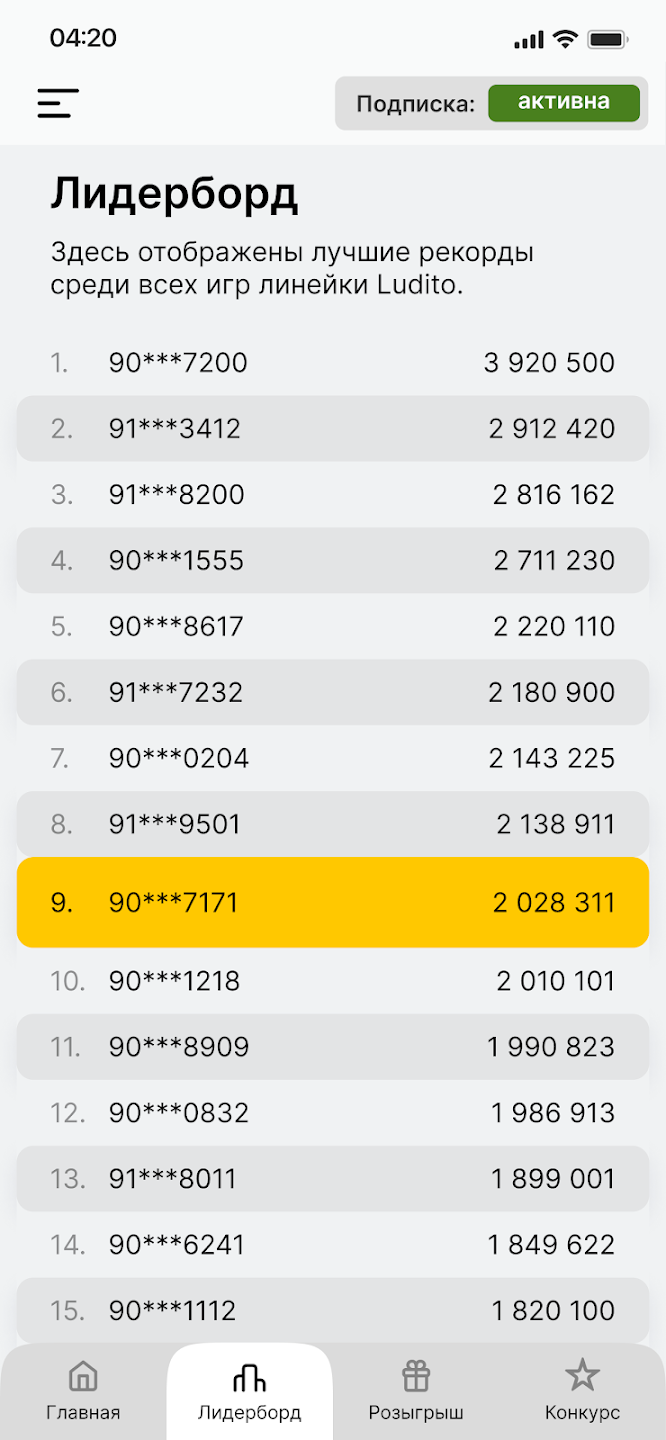 04:20
Подписка: активна
Лидерборд
Здесь отображены лучшие рекорды
среди всех игр линейки Ludito.
1. 90***7200 3 920 500
2. 91***3412 2 912 420
3. 91***8200 2 816 162
4. 90***1555 2 711 230
5. 90***8617 2 220 110
6. 91***7232 2 180 900
7. 90***0204 2 143 225
8. 91***9501 2 138 911
9. 90***7171 2 028 311
10. 90***1218 2 010 101
11. 90***8909 1 990 823
12. 90***0832 1 986 913
13. 91***8011 1 899 001
14. 90***6241 1 849 622
15. 90***1112 1 820 100
Главная Лидерборд Розыгрыш Конкурс